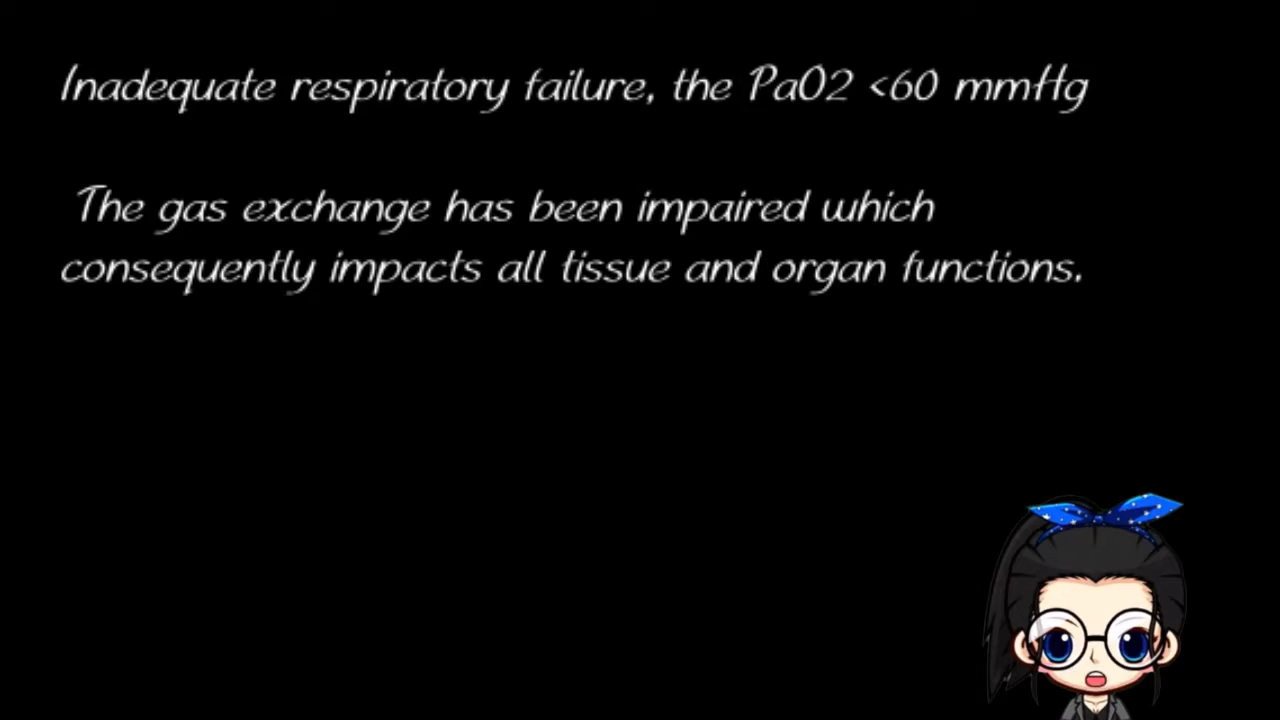 Inadequate respiratory failure, the PaO2 <60 mmHg
The gas exchange has been impaired which
consequently impacts all tissue and organ functions.